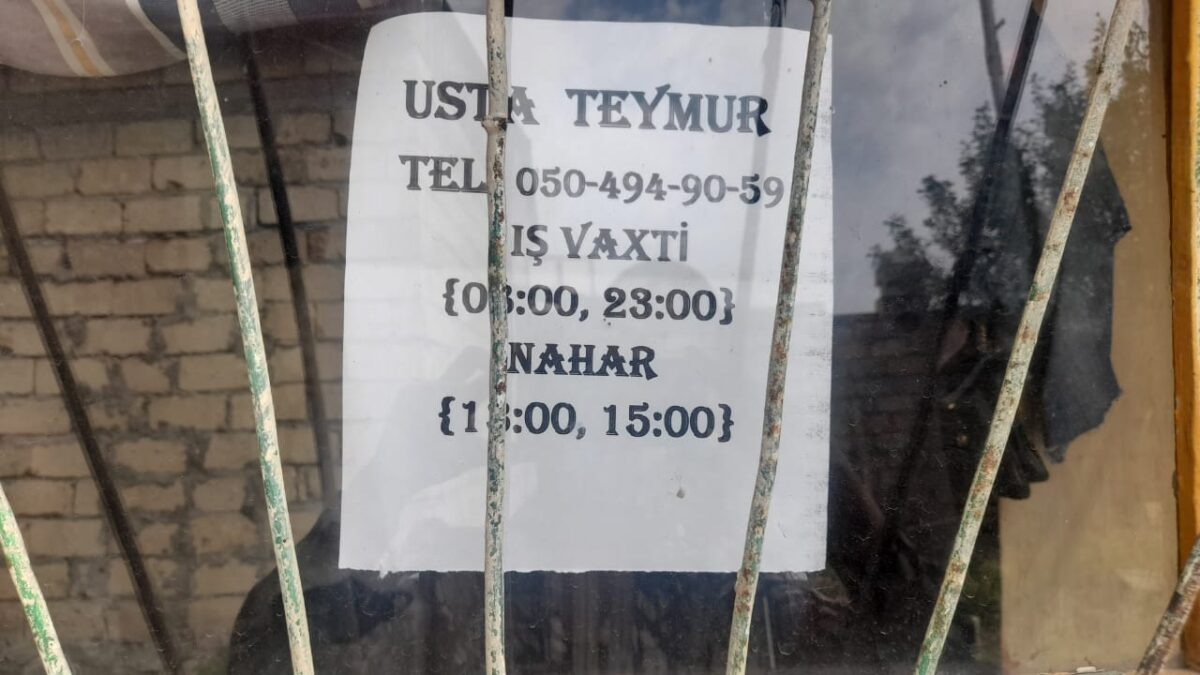 USTA TEYMUR
TEL 050-494-90-59
IŞ VAXTİ
{08:00, 23:00}
NAHAR
{13:00, 15:00}